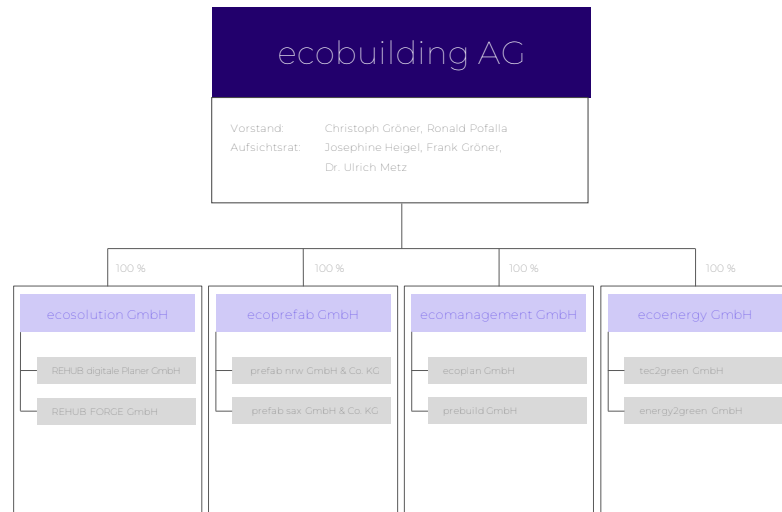 ecobuilding AG
Vorstand: Christoph Gröner, Ronald Pofalla
Aufsichtsrat: Josephine Heigel, Frank Gröner,
Dr. Ulrich Metz
100 % 100 % 100 % 100 %
ecosolution GmbH ecoprefab GmbH ecomanagement GmbH ecoenergy GmbH
REHUB digitale Planer GmbH prefab nrw GmbH & Co. KG ecoplan GmbH tec2green GmbH
REHUB FORGE GmbH prefab sax GmbH & Co. KG prebuild GmbH energy2green GmbH